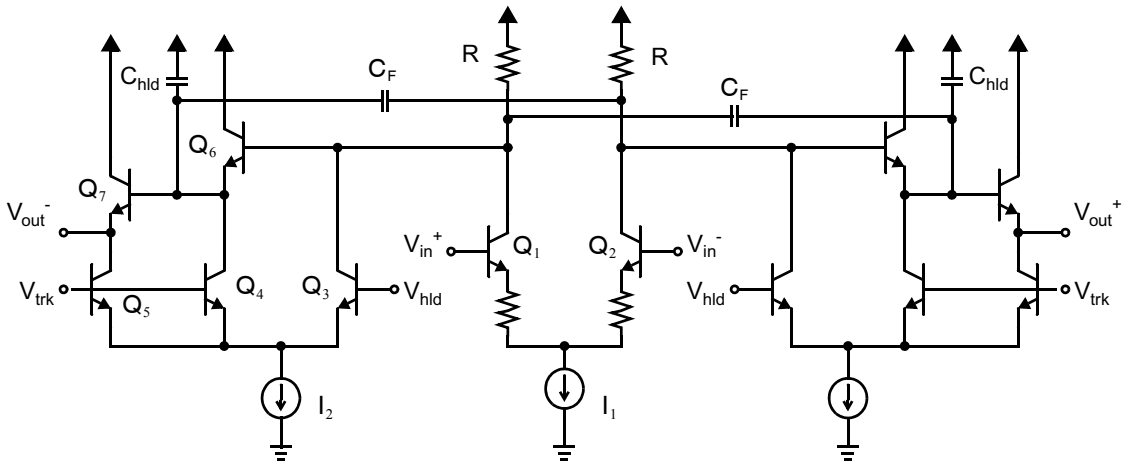 R
R
C_hld
C_F
C_F
C_hld
Q_6
Q_7
V_out^-
V_in^+
Q_1
Q_2
V_in^-
V_out^+
V_trk
Q_5
Q_4
Q_3
V_hld
V_hld
V_trk
I_2
I_1